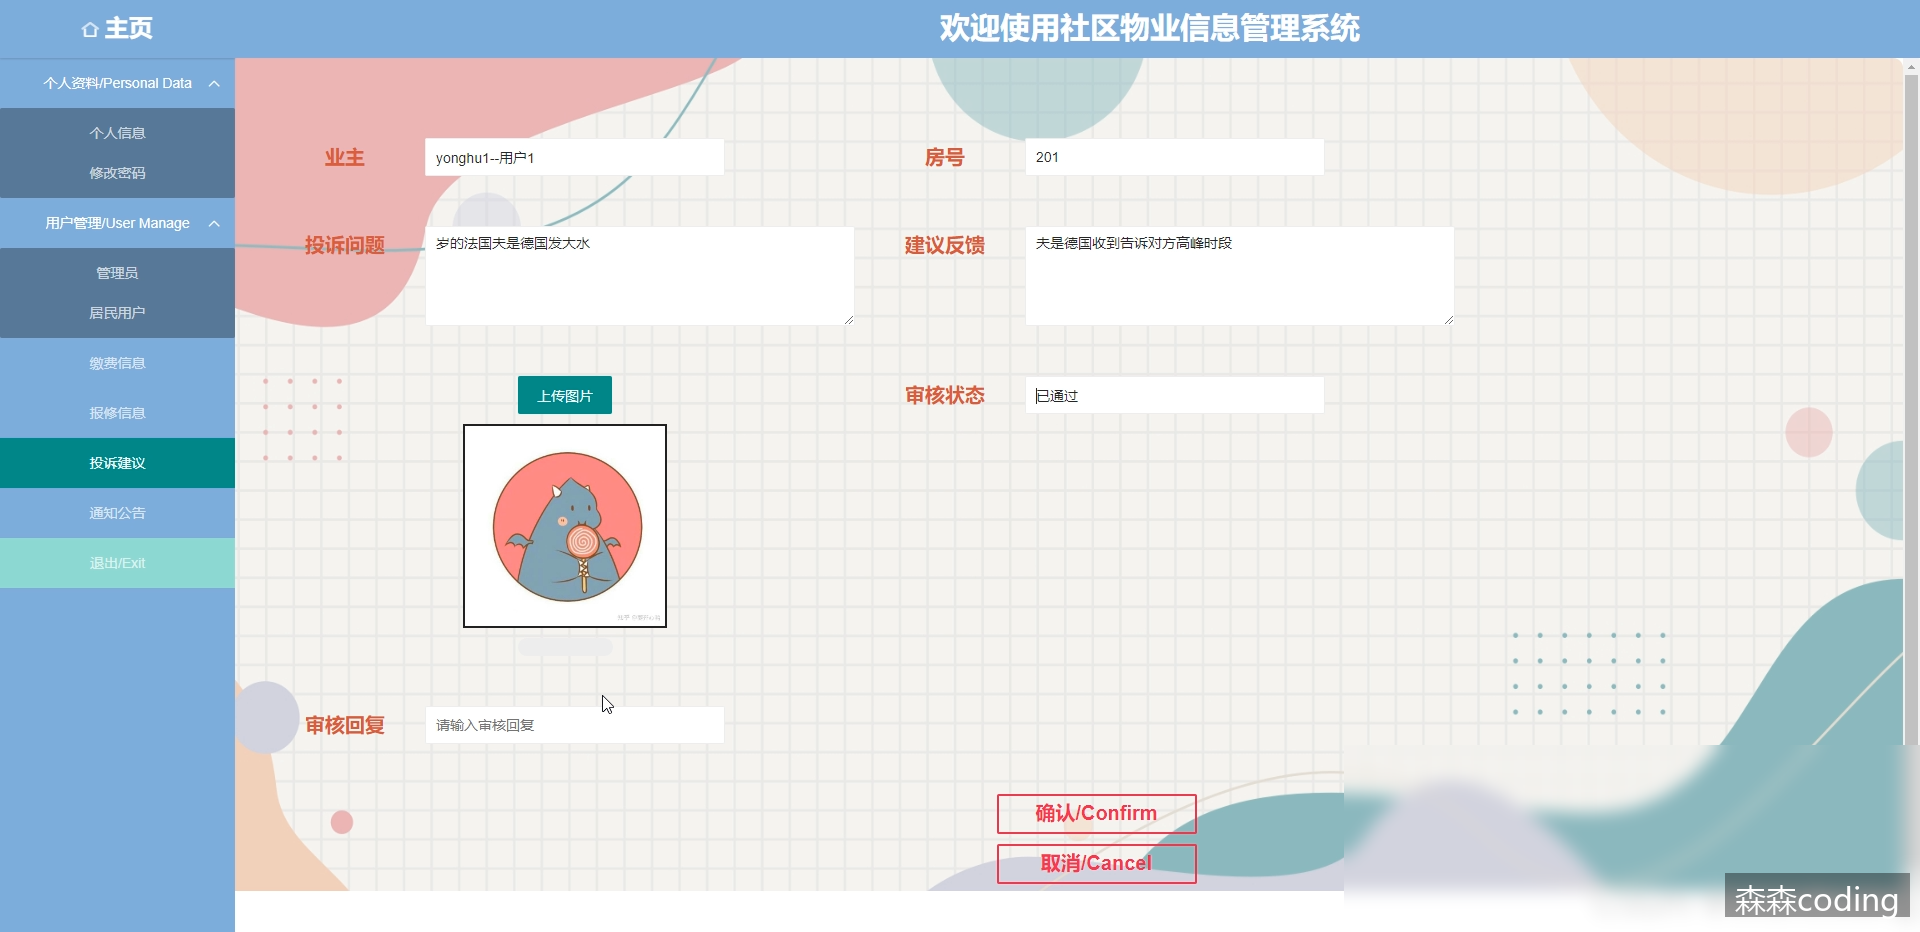 主页
欢迎使用社区物业信息管理系统
个人资料/Personal Data
个人信息
修改密码
用户管理/User Manage
管理员
居民用户
缴费信息
报修信息
投诉建议
通知公告
退出/Exit
业主
yonghu1--用户1
房号
201
投诉问题
岁的法国夫是德国发大水
建议反馈
夫是德国收到告诉对方高峰时段
上传图片
审核状态
已通过
审核回复
请输入审核回复
确认/Confirm
取消/Cancel
森森coding